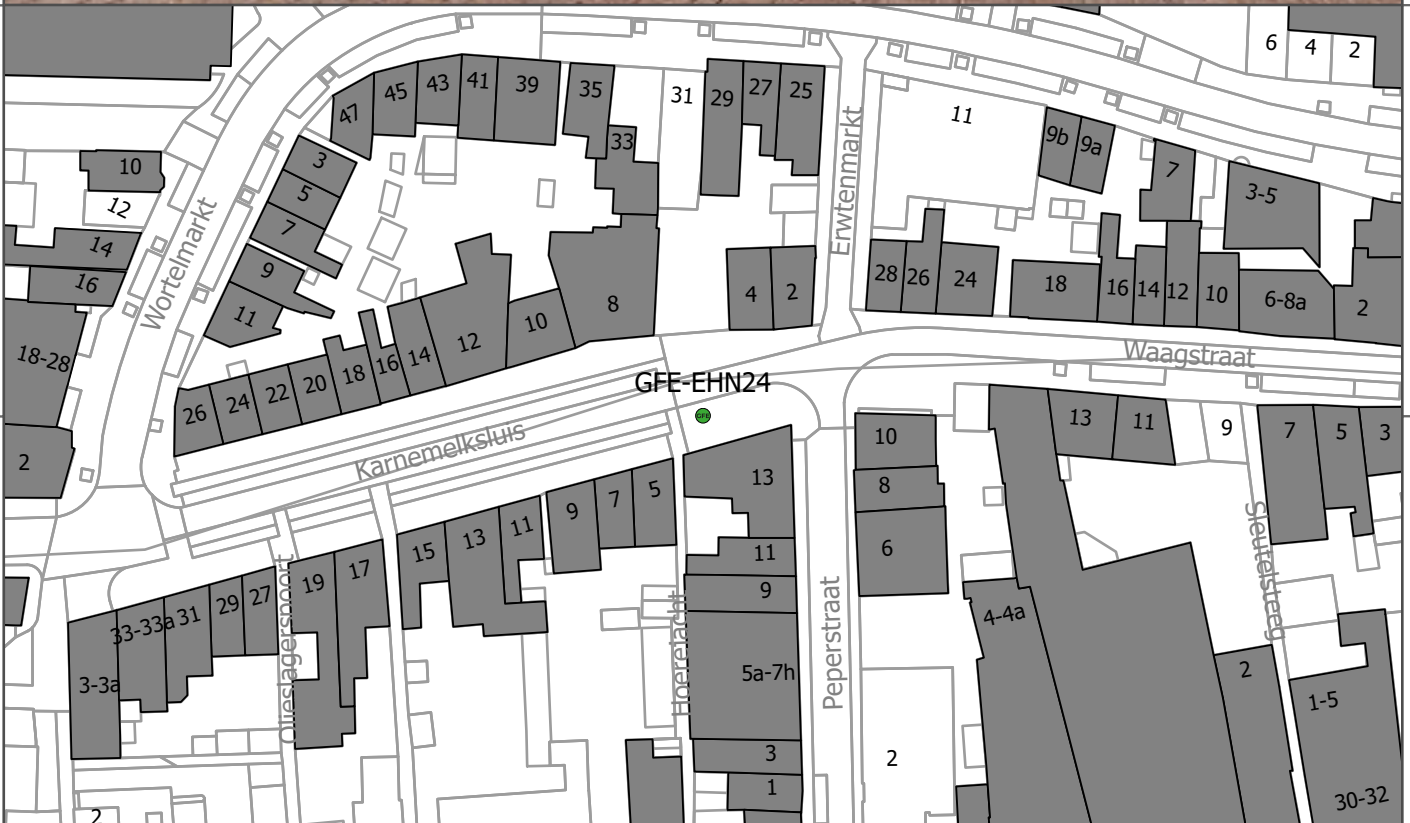 6 4 2
47 45 43 41 39 35 33 31 29 27 25
11
9b 9a 7 3-5
10
12
14
16
18-28
2
Wortelmarkt
3
5
7
9
11
Erwtenmarkt
28 26 24 18 16 14 12 10 6-8a 2
4 2
8
10
12
14
16
18
20
22
24
26
Waagstraat
GFE-EHN24
GFE
Karnemelksluis
13 11 9 7 5 3
10
8
6
13
11
9
5a-7h
3
1
5
7
9
11
13
15
17
19
27
29
31
33-33a
3-3a
Olieslagerspoort
Hoerejacht
Peperstraat
Sleutelsteeg
4-4a
2
2
1-5
30-32
2